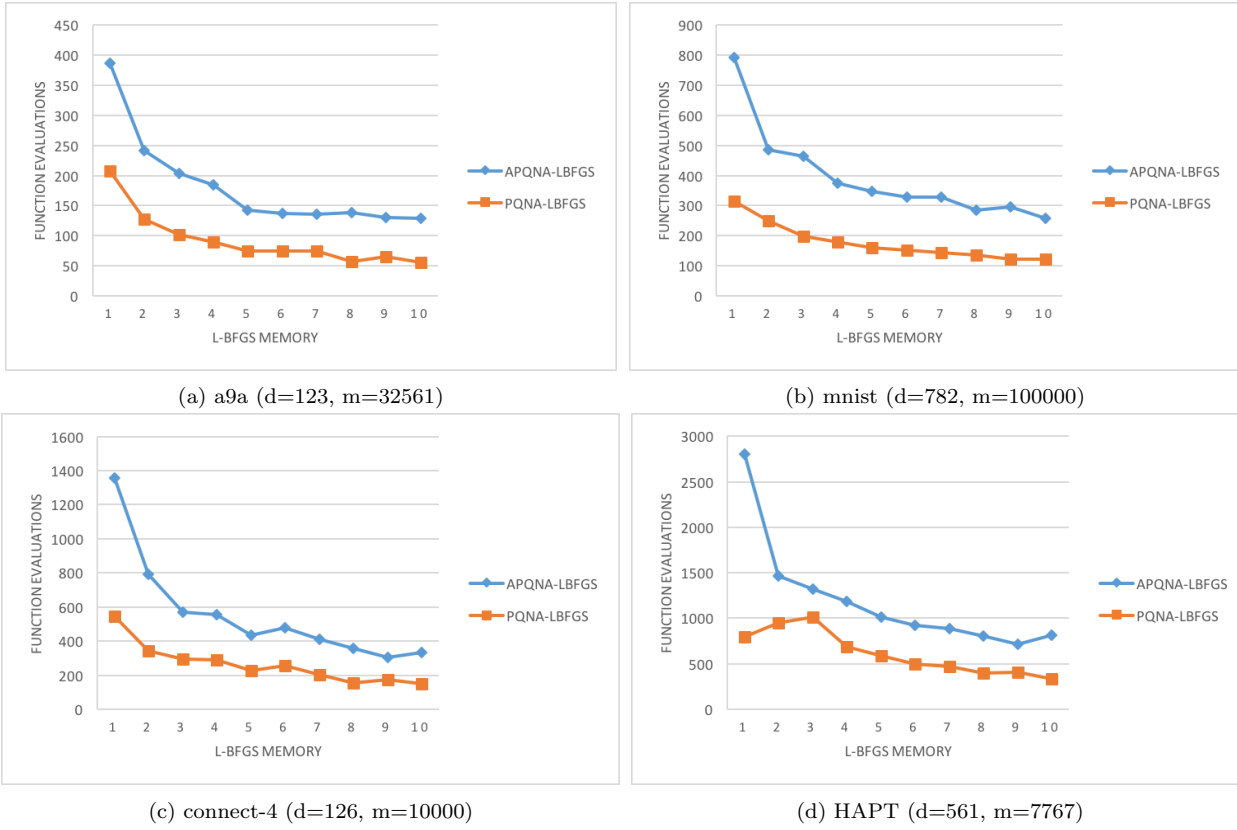 450
400
350
300
250
200
150
100
50
0
FUNCTION EVALUATIONS
1 2 3 4 5 6 7 8 9 10
L-BFGS MEMORY
APQNA-LBFGS
PQNA-LBFGS
(a) a9a (d=123, m=32561)
900
800
700
600
500
400
300
200
100
0
FUNCTION EVALUATIONS
1 2 3 4 5 6 7 8 9 10
L-BFGS MEMORY
APQNA-LBFGS
PQNA-LBFGS
(b) mnist (d=782, m=100000)
1600
1400
1200
1000
800
600
400
200
0
FUNCTION EVALUATIONS
1 2 3 4 5 6 7 8 9 10
L-BFGS MEMORY
APQNA-LBFGS
PQNA-LBFGS
(c) connect-4 (d=126, m=10000)
3000
2500
2000
1500
1000
500
0
FUNCTION EVALUATIONS
1 2 3 4 5 6 7 8 9 10
L-BFGS MEMORY
APQNA-LBFGS
PQNA-LBFGS
(d) HAPT (d=561, m=7767)